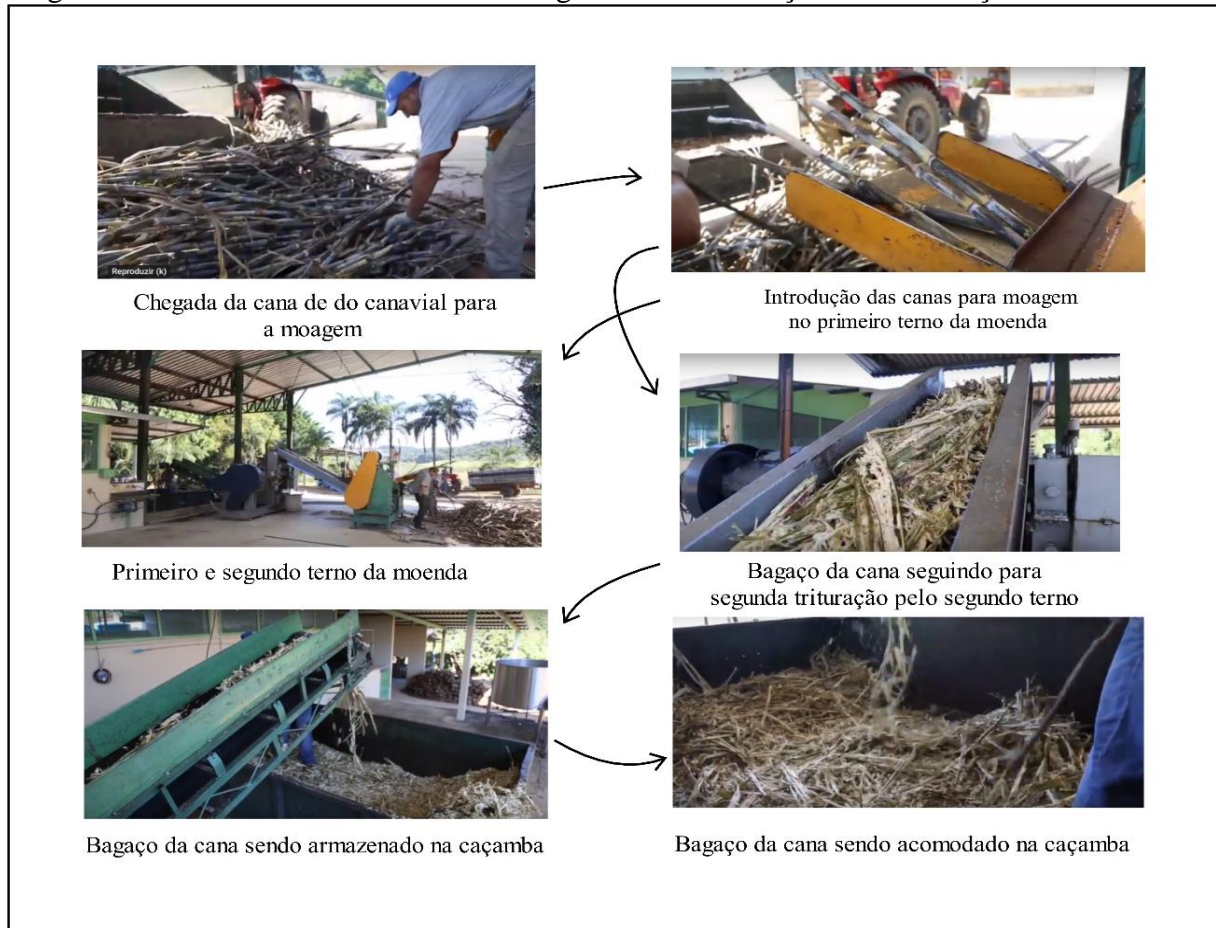 Reproduzir (k)
Chegada da cana de do canavial para
a moagem
Introdução das canas para moagem
no primeiro terno da moenda
Primeiro e segundo terno da moenda
Bagaço da cana seguindo para
segunda trituração pelo segundo terno
Bagaço da cana sendo armazenado na caçamba
Bagaço da cana sendo acomodado na caçamba